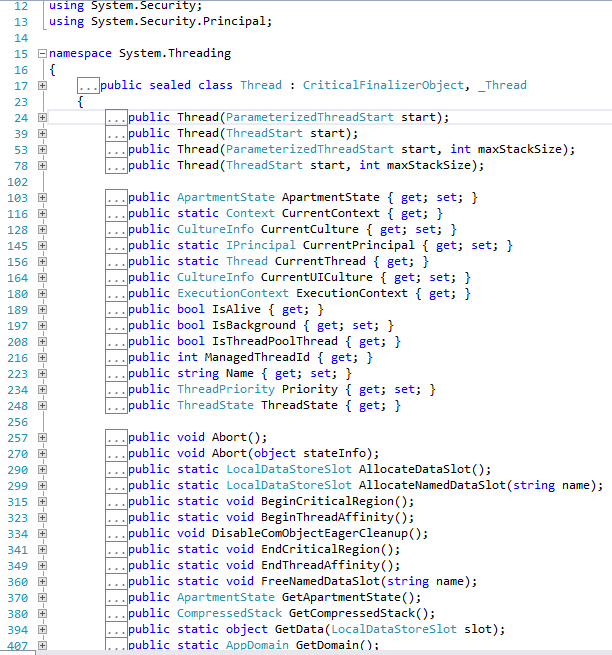 12 using System.Security;
13 using System.Security.Principal;
14
15 namespace System.Threading
16 {
17 ...public sealed class Thread : CriticalFinalizerObject, _Thread
23 {
24 ...public Thread(ParameterizedThreadStart start);
39 ...public Thread(ThreadStart start);
53 ...public Thread(ParameterizedThreadStart start, int maxStackSize);
78 ...public Thread(ThreadStart start, int maxStackSize);
102
103 ...public ApartmentState ApartmentState { get; set; }
116 ...public static Context CurrentContext { get; }
128 ...public CultureInfo CurrentCulture { get; set; }
145 ...public static IPrincipal CurrentPrincipal { get; set; }
156 ...public static Thread CurrentThread { get; }
164 ...public CultureInfo CurrentUICulture { get; set; }
180 ...public ExecutionContext ExecutionContext { get; }
189 ...public bool IsAlive { get; }
197 ...public bool IsBackground { get; set; }
208 ...public bool IsThreadPoolThread { get; }
216 ...public int ManagedThreadId { get; }
223 ...public string Name { get; set; }
234 ...public ThreadPriority Priority { get; set; }
248 ...public ThreadState ThreadState { get; }
256
257 ...public void Abort();
270 ...public void Abort(object stateInfo);
290 ...public static LocalDataStoreSlot AllocateDataSlot();
299 ...public static LocalDataStoreSlot AllocateNamedDataSlot(string name);
315 ...public static void BeginCriticalRegion();
323 ...public static void BeginThreadAffinity();
334 ...public void DisableComObjectEagerCleanup();
341 ...public static void EndCriticalRegion();
349 ...public static void EndThreadAffinity();
360 ...public static void FreeNamedDataSlot(string name);
370 ...public ApartmentState GetApartmentState();
380 ...public CompressedStack GetCompressedStack();
394 ...public static object GetData(LocalDataStoreSlot slot);
407 ...public static AppDomain GetDomain();